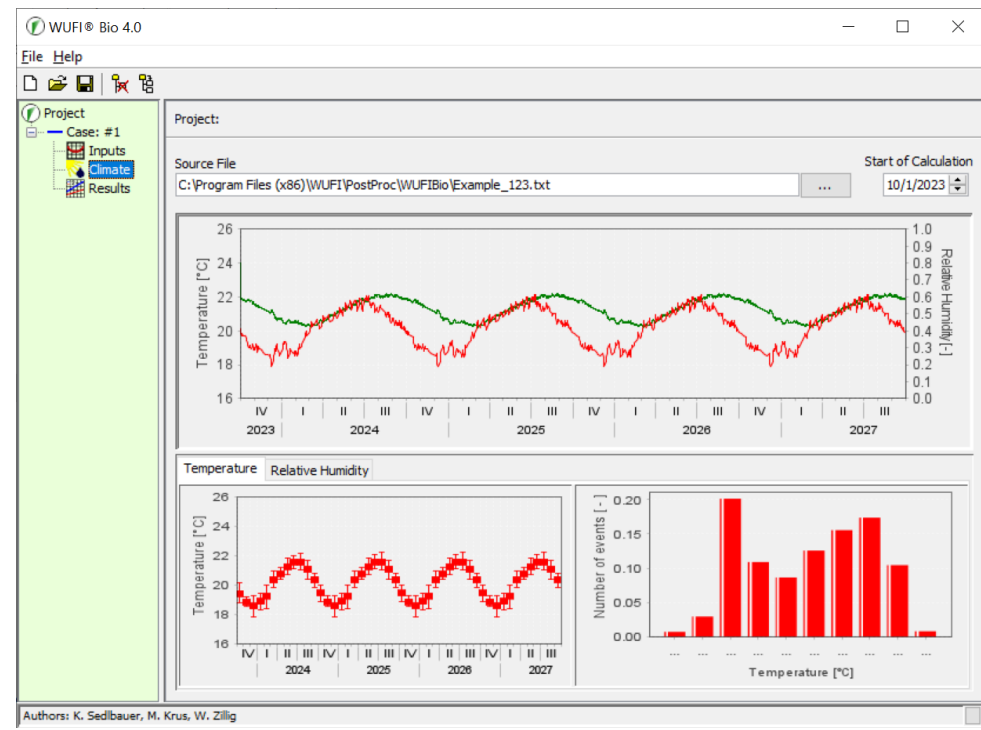 WUFI® Bio 4.0
File Help
Project
Case: #1
Inputs
Climate
Results
Project:
Source File
Start of Calculation
C:\Program Files (x86)\WUFI\PostProc\WUFIBio\Example_123.txt
...
10/1/2023
Temperature [°C]
26
24
22
20
18
16
1.0
0.9
0.8
0.7
0.6
0.5
0.4
0.3
0.2
0.1
0.0
Relative Humidity [-]
IV I II III IV I II III IV I II III IV I II III
2023 2024 2025 2026 2027
Temperature Relative Humidity
Temperature [°C]
26
24
22
20
18
16
IV I II III IV I II III IV I II III IV I II III
2024 2025 2026 2027
Number of events [-]
0.20
0.15
0.10
0.05
0.00
... ... ... ... ... ... ... ... ... ...
Temperature [°C]
Authors: K. Sedlbauer, M. Krus, W. Zillig